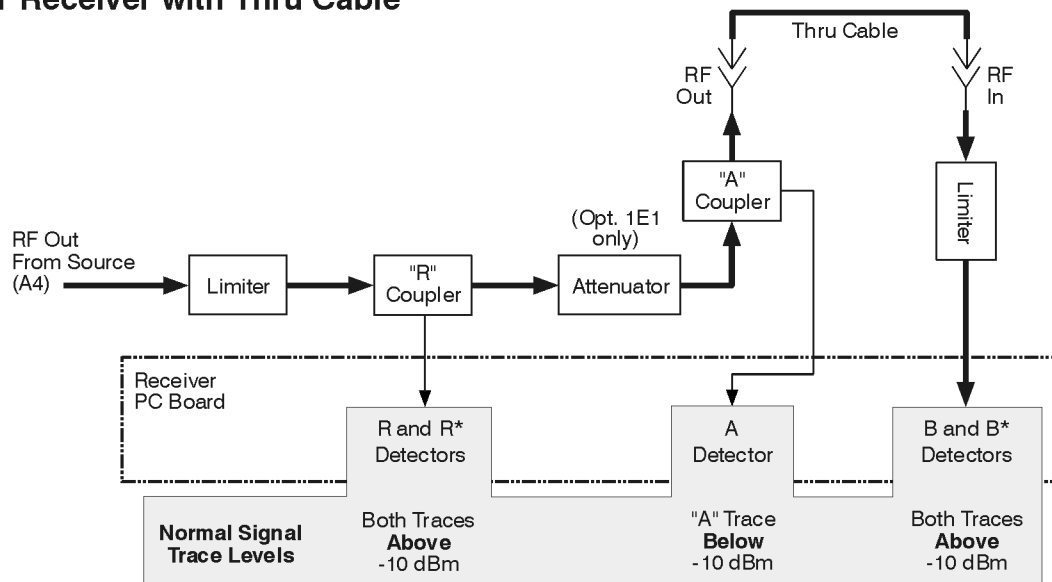 Receiver with Thru Cable
Thru Cable
RF
Out
RF
In
"A"
Coupler
Limiter
(Opt. 1E1
only)
RF Out
From Source
(A4)
Limiter
"R"
Coupler
Attenuator
Receiver
PC Board
R and R*
Detectors
A
Detector
B and B*
Detectors
Normal Signal
Trace Levels
Both Traces
Above
-10 dBm
"A" Trace
Below
-10 dBm
Both Traces
Above
-10 dBm